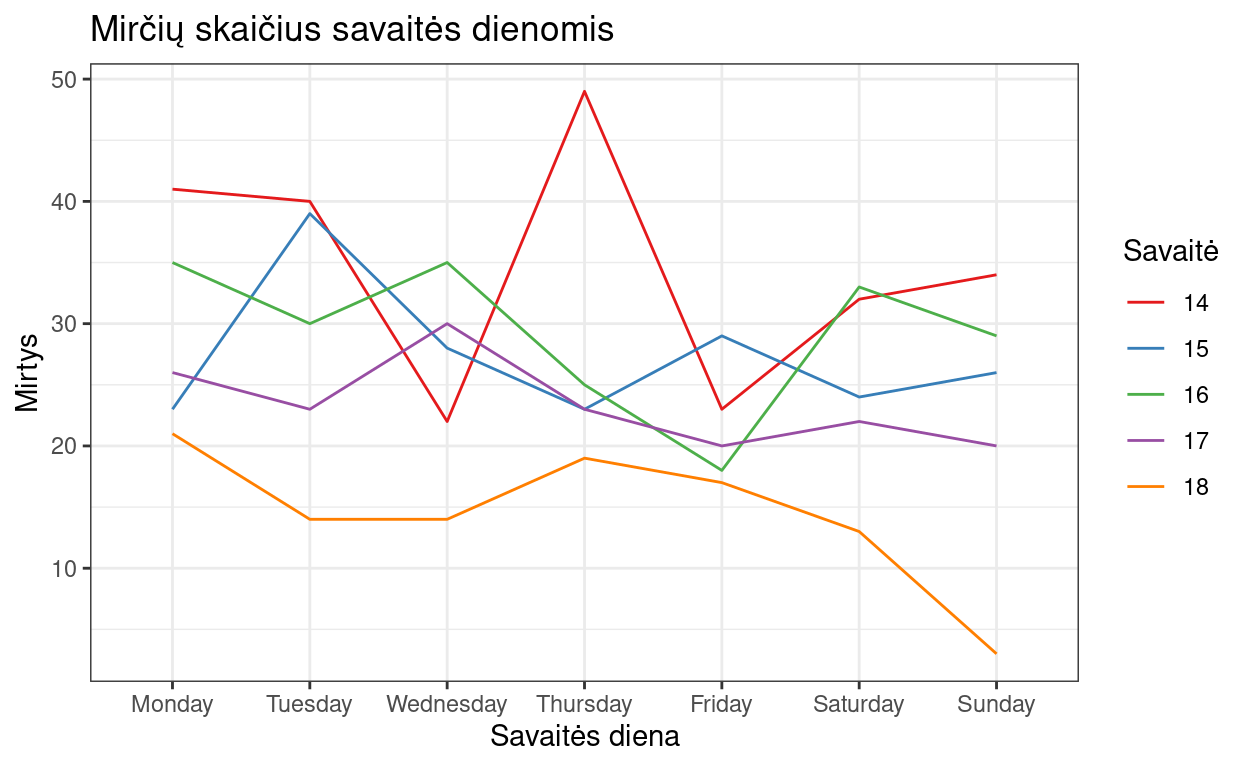 Mirčių skaičius savaitės dienomis
50
40
30
20
10
Mirtys
Monday Tuesday Wednesday Thursday Friday Saturday Sunday
Savaitės diena
Savaitė
14
15
16
17
18